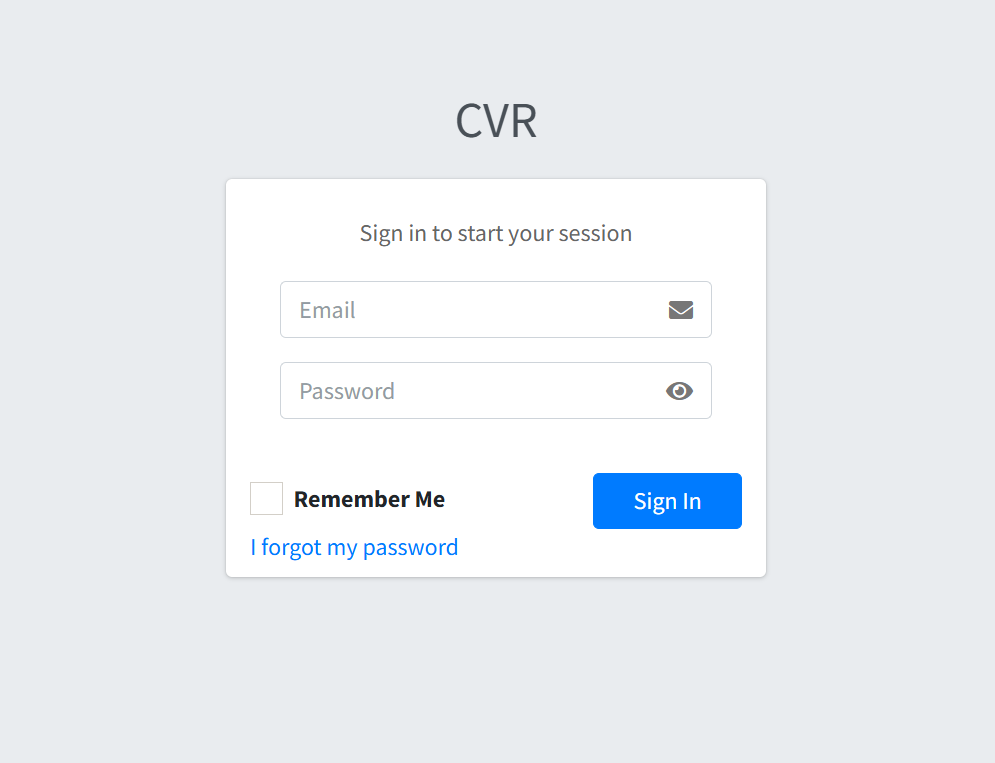 CVR
Sign in to start your session
Email
Password
Remember Me
Sign In
I forgot my password